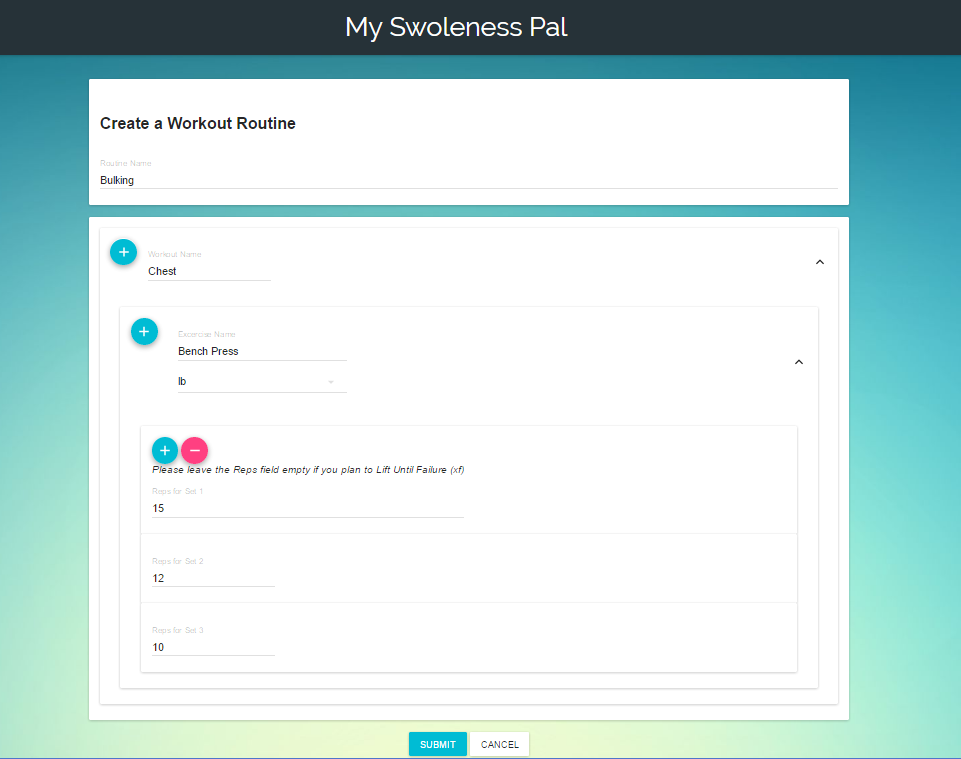 My Swoleness Pal
Create a Workout Routine
Routine Name
Bulking
Workout Name
Chest
Excercise Name
Bench Press
lb
Please leave the Reps field empty if you plan to Lift Until Failure (xf)
Reps for Set 1
15
Reps for Set 2
12
Reps for Set 3
10
SUBMIT CANCEL